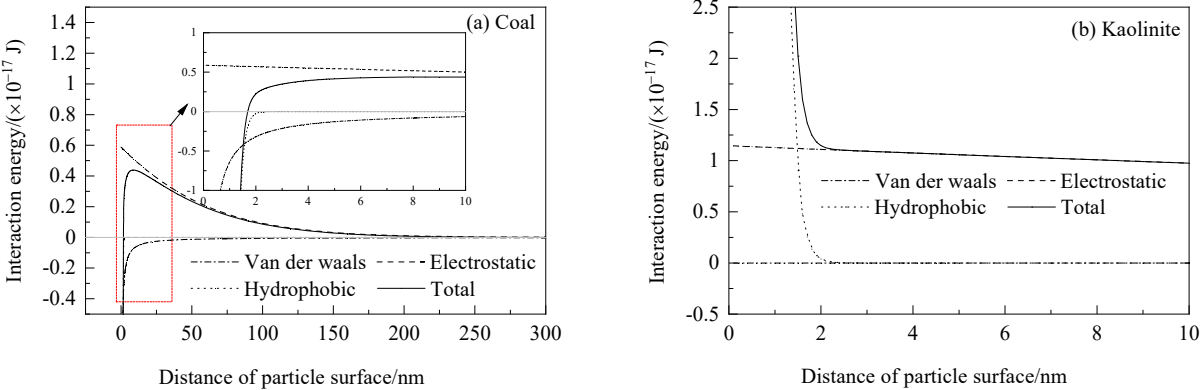 (a) Coal
Interaction energy/(×10⁻¹⁷ J)
1.4
1.2
1
0.8
0.6
0.4
0.2
0
-0.2
-0.4
1
0.5
0
-0.5
-1
0 2 4 6 8 10
Van der waals Electrostatic
Hydrophobic Total
0 50 100 150 200 250 300
Distance of particle surface/nm
(b) Kaolinite
Interaction energy/(×10⁻¹⁷ J)
2.5
2
1.5
1
0.5
0
-0.5
Van der waals Electrostatic
Hydrophobic Total
0 2 4 6 8 10
Distance of particle surface/nm